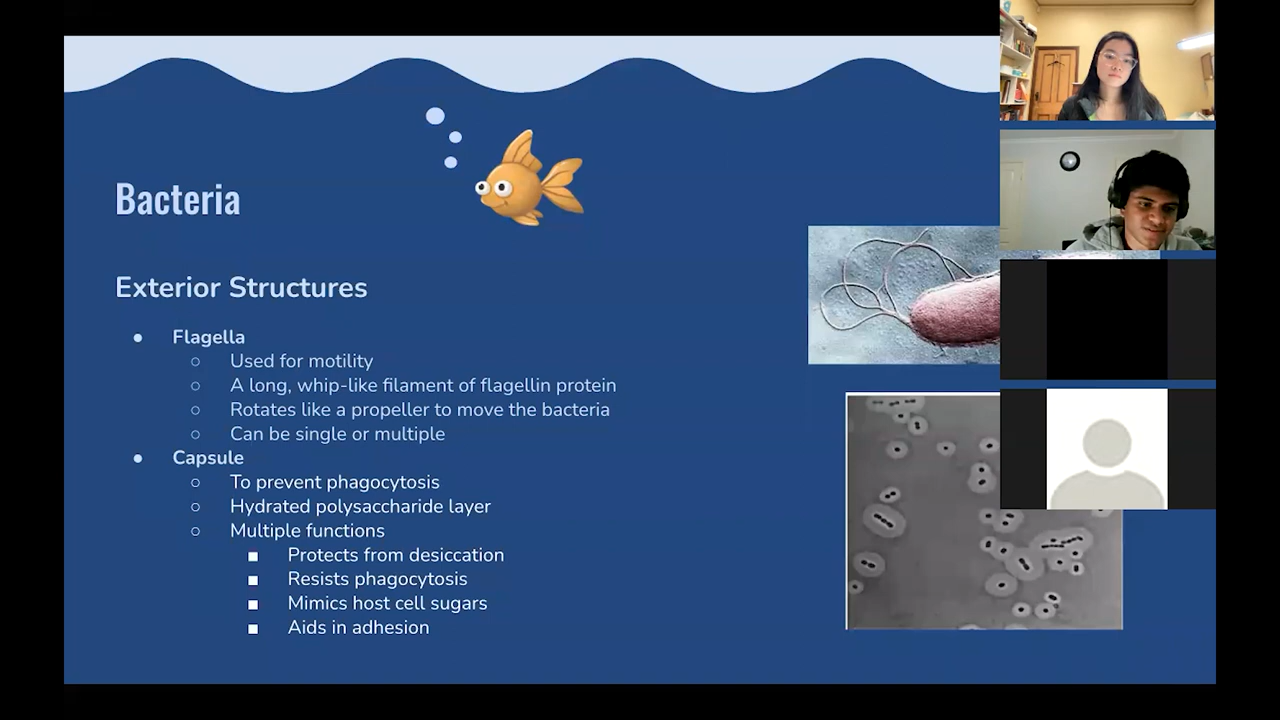 Bacteria
Exterior Structures
● Flagella
○ Used for motility
○ A long, whip-like filament of flagellin protein
○ Rotates like a propeller to move the bacteria
○ Can be single or multiple
● Capsule
○ To prevent phagocytosis
○ Hydrated polysaccharide layer
○ Multiple functions
■ Protects from desiccation
■ Resists phagocytosis
■ Mimics host cell sugars
■ Aids in adhesion